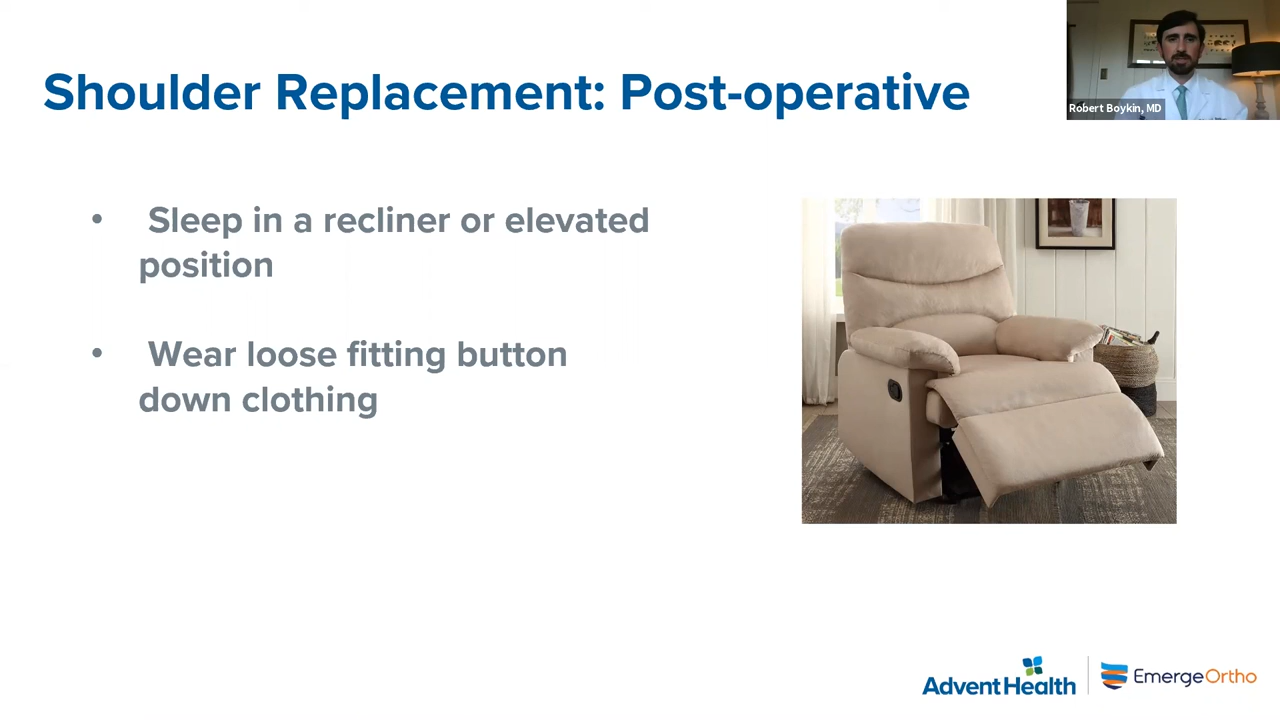 Shoulder Replacement: Post-operative
Robert Boykin, MD
• Sleep in a recliner or elevated
position
• Wear loose fitting button
down clothing
AdventHealth
EmergeOrtho